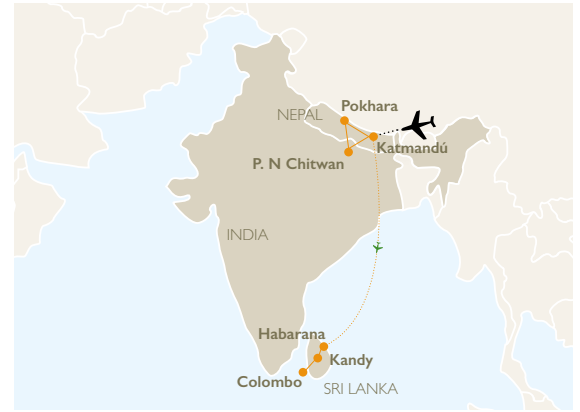 Pokhara
NEPAL
Katmandú
P. N Chitwan
INDIA
Habarana
Kandy
Colombo
SRI LANKA